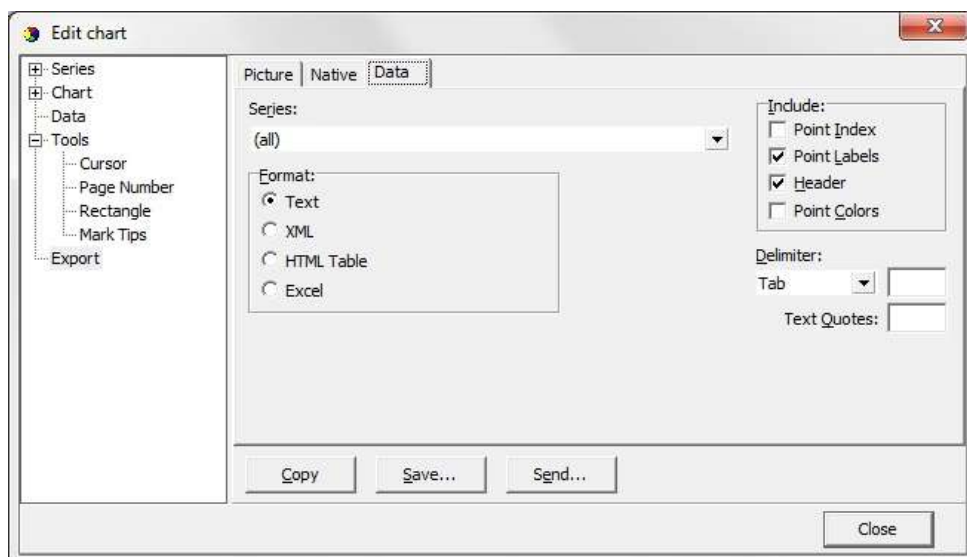 Edit chart
Series
Chart
Data
Tools
Cursor
Page Number
Rectangle
Mark Tips
Export
Picture Native Data
Series:
(all)
Format:
Text
XML
HTML Table
Excel
Include:
Point Index
Point Labels
Header
Point Colors
Delimiter:
Tab
Text Quotes:
Copy Save... Send...
Close